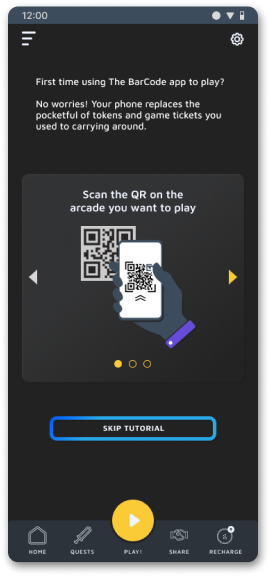 12:00
First time using The BarCode app to play?
No worries! Your phone replaces the
pocketful of tokens and game tickets you
used to carrying around.
Scan the QR on the
arcade you want to play
SKIP TUTORIAL
HOME QUESTS PLAY! SHARE RECHARGE